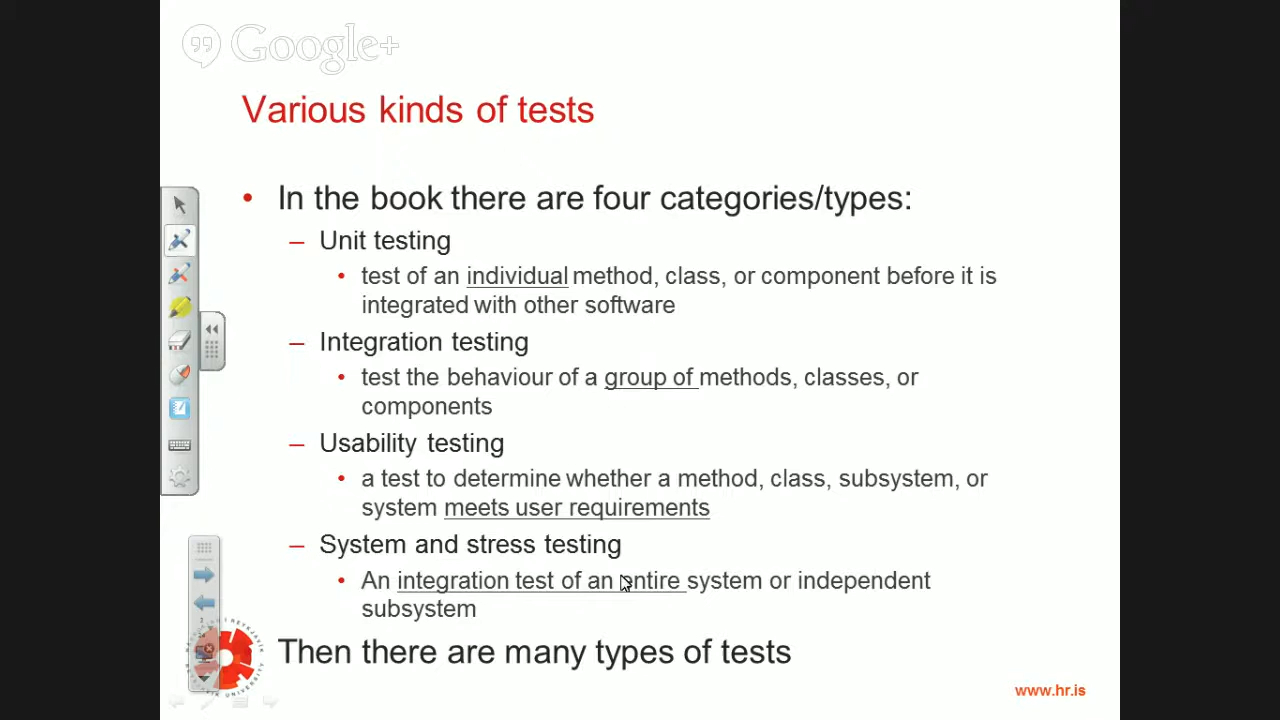 Google+
Various kinds of tests
• In the book there are four categories/types:
– Unit testing
• test of an individual method, class, or component before it is
integrated with other software
– Integration testing
• test the behaviour of a group of methods, classes, or
components
– Usability testing
• a test to determine whether a method, class, subsystem, or
system meets user requirements
– System and stress testing
• An integration test of an entire system or independent
subsystem
Then there are many types of tests
www.hr.is